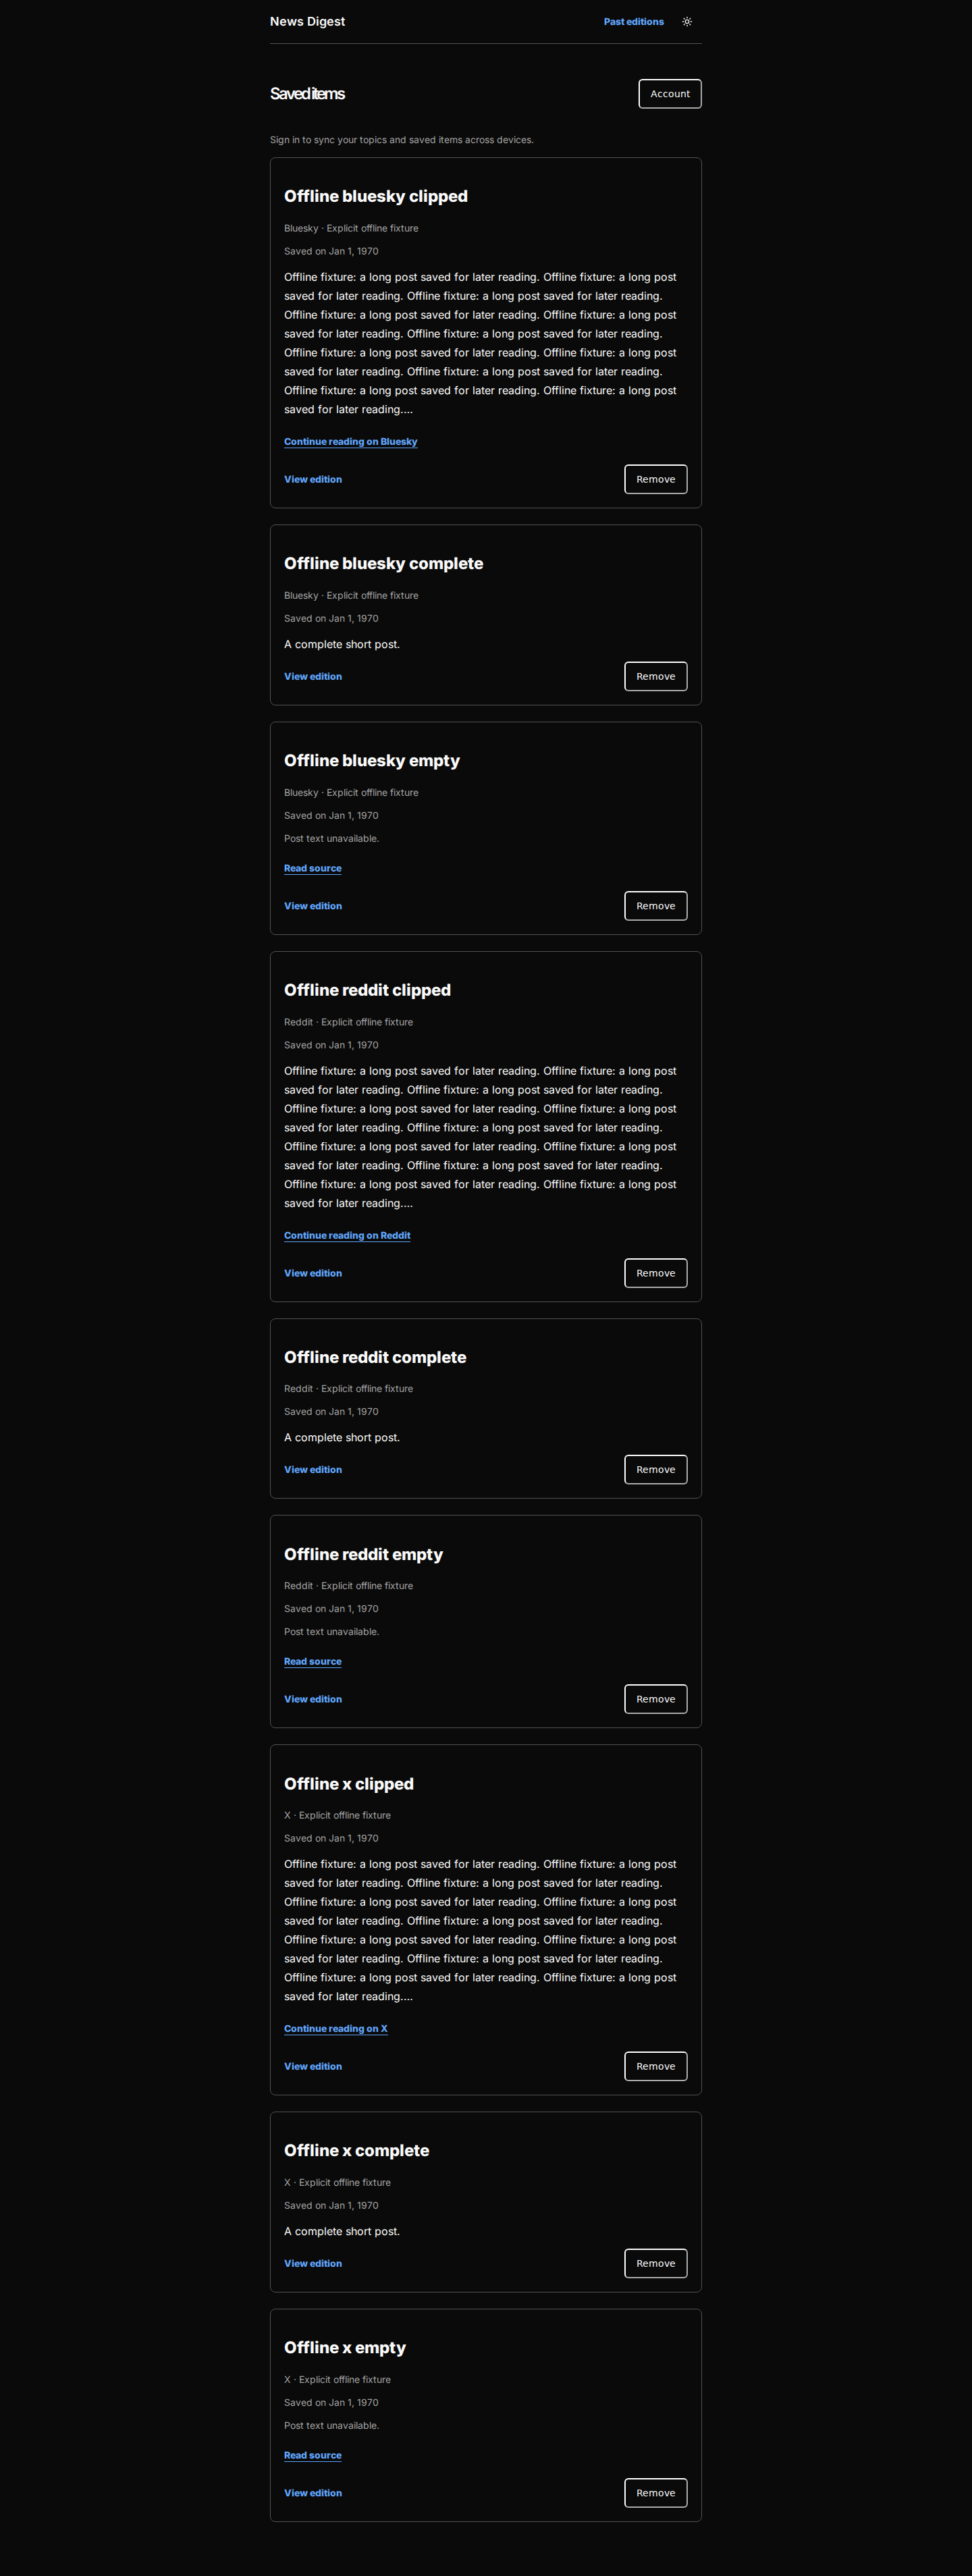 News Digest
Past editions
Saved items
Account
Sign in to sync your topics and saved items across devices.
Offline bluesky clipped
Bluesky · Explicit offline fixture
Saved on Jan 1, 1970
Offline fixture: a long post saved for later reading. Offline fixture: a long post
saved for later reading. Offline fixture: a long post saved for later reading.
Offline fixture: a long post saved for later reading. Offline fixture: a long post
saved for later reading. Offline fixture: a long post saved for later reading.
Offline fixture: a long post saved for later reading. Offline fixture: a long post
saved for later reading. Offline fixture: a long post saved for later reading.
Offline fixture: a long post saved for later reading. Offline fixture: a long post
saved for later reading....
Continue reading on Bluesky
View edition
Remove
Offline bluesky complete
Bluesky · Explicit offline fixture
Saved on Jan 1, 1970
A complete short post.
View edition
Remove
Offline bluesky empty
Bluesky · Explicit offline fixture
Saved on Jan 1, 1970
Post text unavailable.
Read source
View edition
Remove
Offline reddit clipped
Reddit · Explicit offline fixture
Saved on Jan 1, 1970
Offline fixture: a long post saved for later reading. Offline fixture: a long post
saved for later reading. Offline fixture: a long post saved for later reading.
Offline fixture: a long post saved for later reading. Offline fixture: a long post
saved for later reading. Offline fixture: a long post saved for later reading.
Offline fixture: a long post saved for later reading. Offline fixture: a long post
saved for later reading. Offline fixture: a long post saved for later reading.
Offline fixture: a long post saved for later reading. Offline fixture: a long post
saved for later reading....
Continue reading on Reddit
View edition
Remove
Offline reddit complete
Reddit · Explicit offline fixture
Saved on Jan 1, 1970
A complete short post.
View edition
Remove
Offline reddit empty
Reddit · Explicit offline fixture
Saved on Jan 1, 1970
Post text unavailable.
Read source
View edition
Remove
Offline x clipped
X · Explicit offline fixture
Saved on Jan 1, 1970
Offline fixture: a long post saved for later reading. Offline fixture: a long post
saved for later reading. Offline fixture: a long post saved for later reading.
Offline fixture: a long post saved for later reading. Offline fixture: a long post
saved for later reading. Offline fixture: a long post saved for later reading.
Offline fixture: a long post saved for later reading. Offline fixture: a long post
saved for later reading. Offline fixture: a long post saved for later reading.
Offline fixture: a long post saved for later reading. Offline fixture: a long post
saved for later reading....
Continue reading on X
View edition
Remove
Offline x complete
X · Explicit offline fixture
Saved on Jan 1, 1970
A complete short post.
View edition
Remove
Offline x empty
X · Explicit offline fixture
Saved on Jan 1, 1970
Post text unavailable.
Read source
View edition
Remove